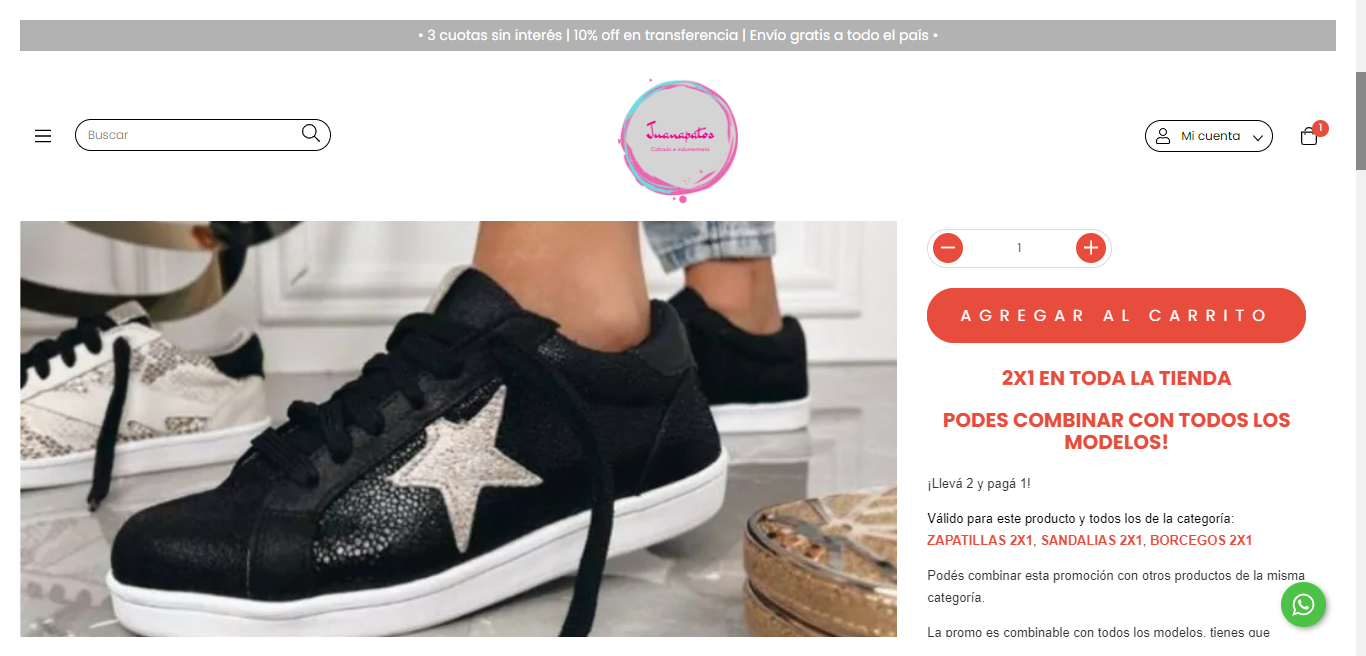 • 3 cuotas sin interés | 10% off en transferencia | Envío gratis a todo el país •
Buscar
Juanapatos
Calzado e indumentaria
Mi cuenta
1
1
AGREGAR AL CARRITO
2X1 EN TODA LA TIENDA
PODES COMBINAR CON TODOS LOS
MODELOS!
¡Llevá 2 y pagá 1!
Válido para este producto y todos los de la categoría:
ZAPATILLAS 2X1, SANDALIAS 2X1, BORCEGOS 2X1
Podés combinar esta promoción con otros productos de la misma
categoría.
La promo es combinable con todos los modelos, tienes que